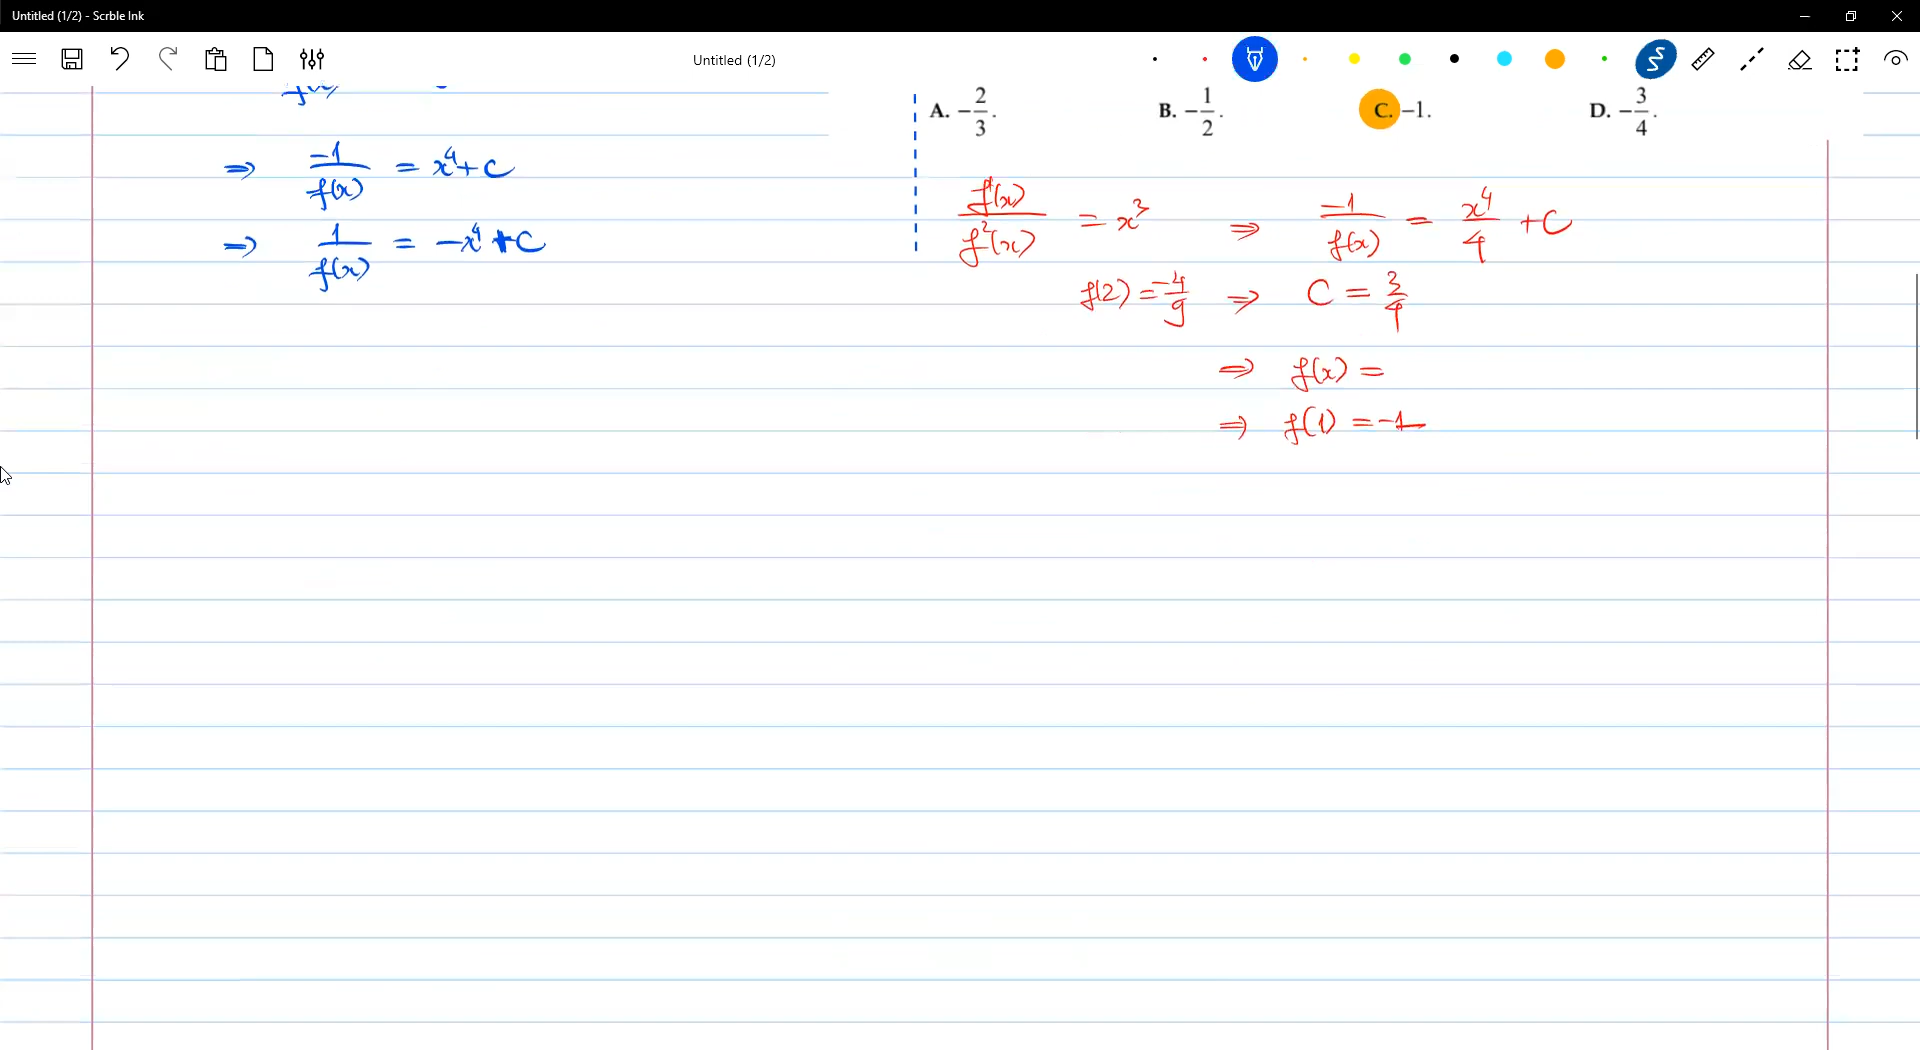 Untitled (1/2) - Scrble Ink
Untitled (1/2)
⇒ -1/f(x) = x⁴ + C
⇒ 1/f(x) = -x⁴ + C
A. -2/3. B. -1/2. C. -1. D. -3/4.
f'(x)/f²(x) = x³ ⇒ -1/f(x) = x⁴/4 + C
f(2) = -4/9 ⇒ C = 3/4
⇒ f(x) =
⇒ f(1) = -1